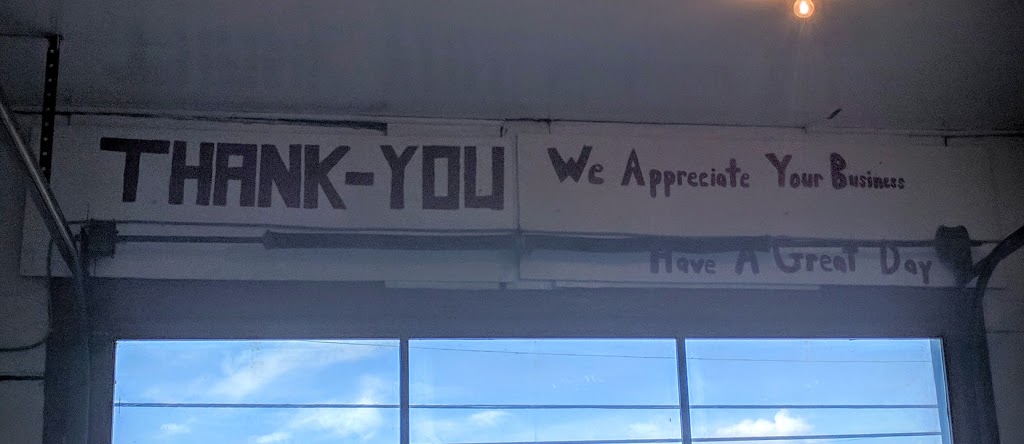 THANK-YOU
We Appreciate Your Business
Have A Great Day